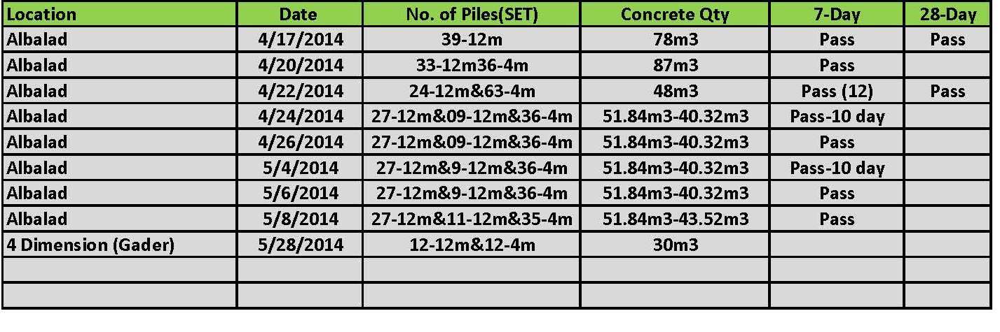 Location Date No. of Piles(SET) Concrete Qty 7-Day 28-Day
Albalad 4/17/2014 39-12m 78m3 Pass Pass
Albalad 4/20/2014 33-12m36-4m 87m3 Pass
Albalad 4/22/2014 24-12m&63-4m 48m3 Pass (12) Pass
Albalad 4/24/2014 27-12m&09-12m&36-4m 51.84m3-40.32m3 Pass-10 day
Albalad 4/26/2014 27-12m&09-12m&36-4m 51.84m3-40.32m3 Pass
Albalad 5/4/2014 27-12m&9-12m&36-4m 51.84m3-40.32m3 Pass-10 day
Albalad 5/6/2014 27-12m&9-12m&36-4m 51.84m3-40.32m3 Pass
Albalad 5/8/2014 27-12m&11-12m&35-4m 51.84m3-43.52m3 Pass
4 Dimension (Gader) 5/28/2014 12-12m&12-4m 30m3